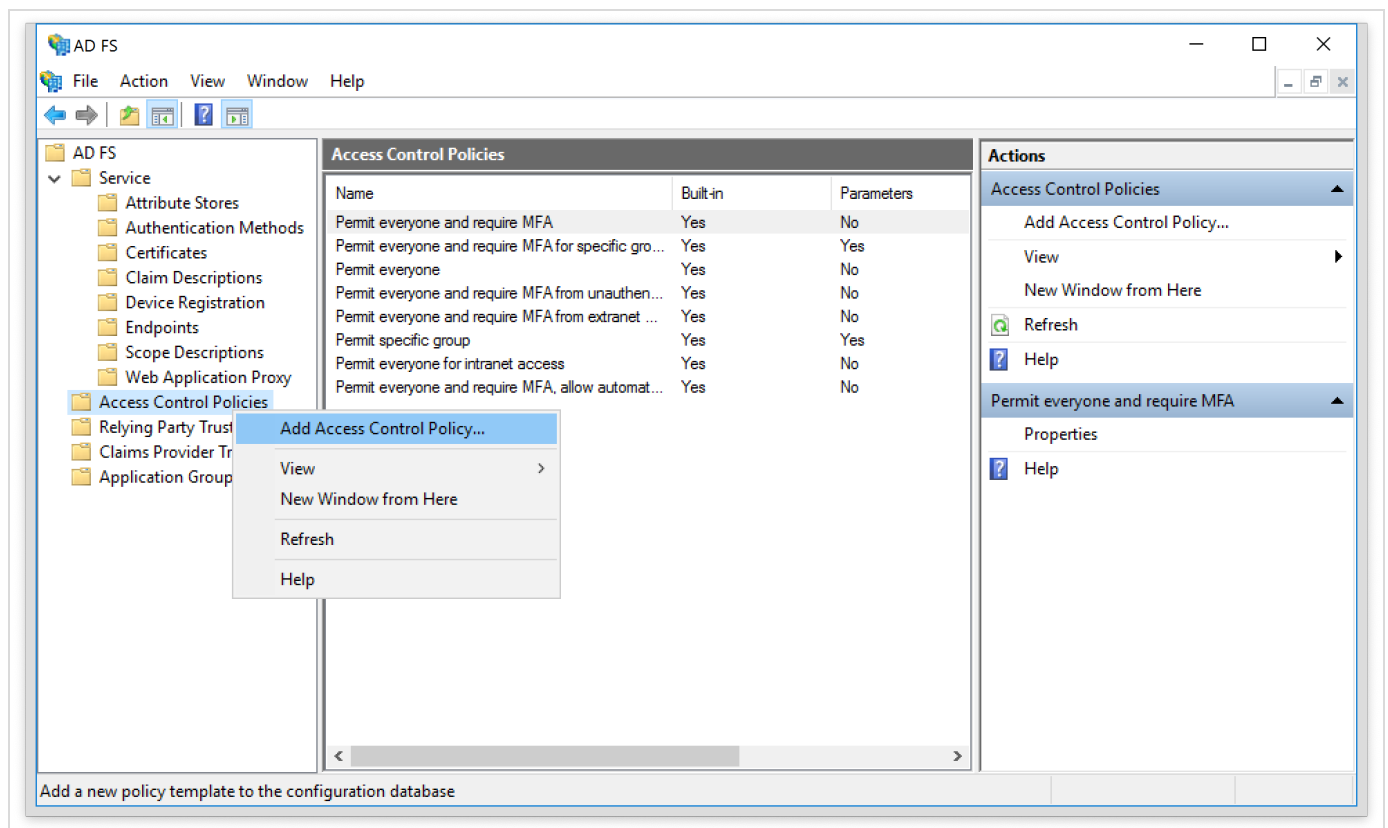 AD FS
File Action View Window Help
AD FS
Service
Attribute Stores
Authentication Methods
Certificates
Claim Descriptions
Device Registration
Endpoints
Scope Descriptions
Web Application Proxy
Access Control Policies
Relying Party Trust
Claims Provider Tr
Application Group
Access Control Policies
Name Built-in Parameters
Permit everyone and require MFA Yes No
Permit everyone and require MFA for specific gro... Yes Yes
Permit everyone Yes No
Permit everyone and require MFA from unauthen... Yes No
Permit everyone and require MFA from extranet ... Yes No
Permit specific group Yes Yes
Permit everyone for intranet access Yes No
Permit everyone and require MFA, allow automat... Yes No
Add Access Control Policy...
View
New Window from Here
Refresh
Help
Actions
Access Control Policies
Add Access Control Policy...
View
New Window from Here
Refresh
Help
Permit everyone and require MFA
Properties
Help
Add a new policy template to the configuration database